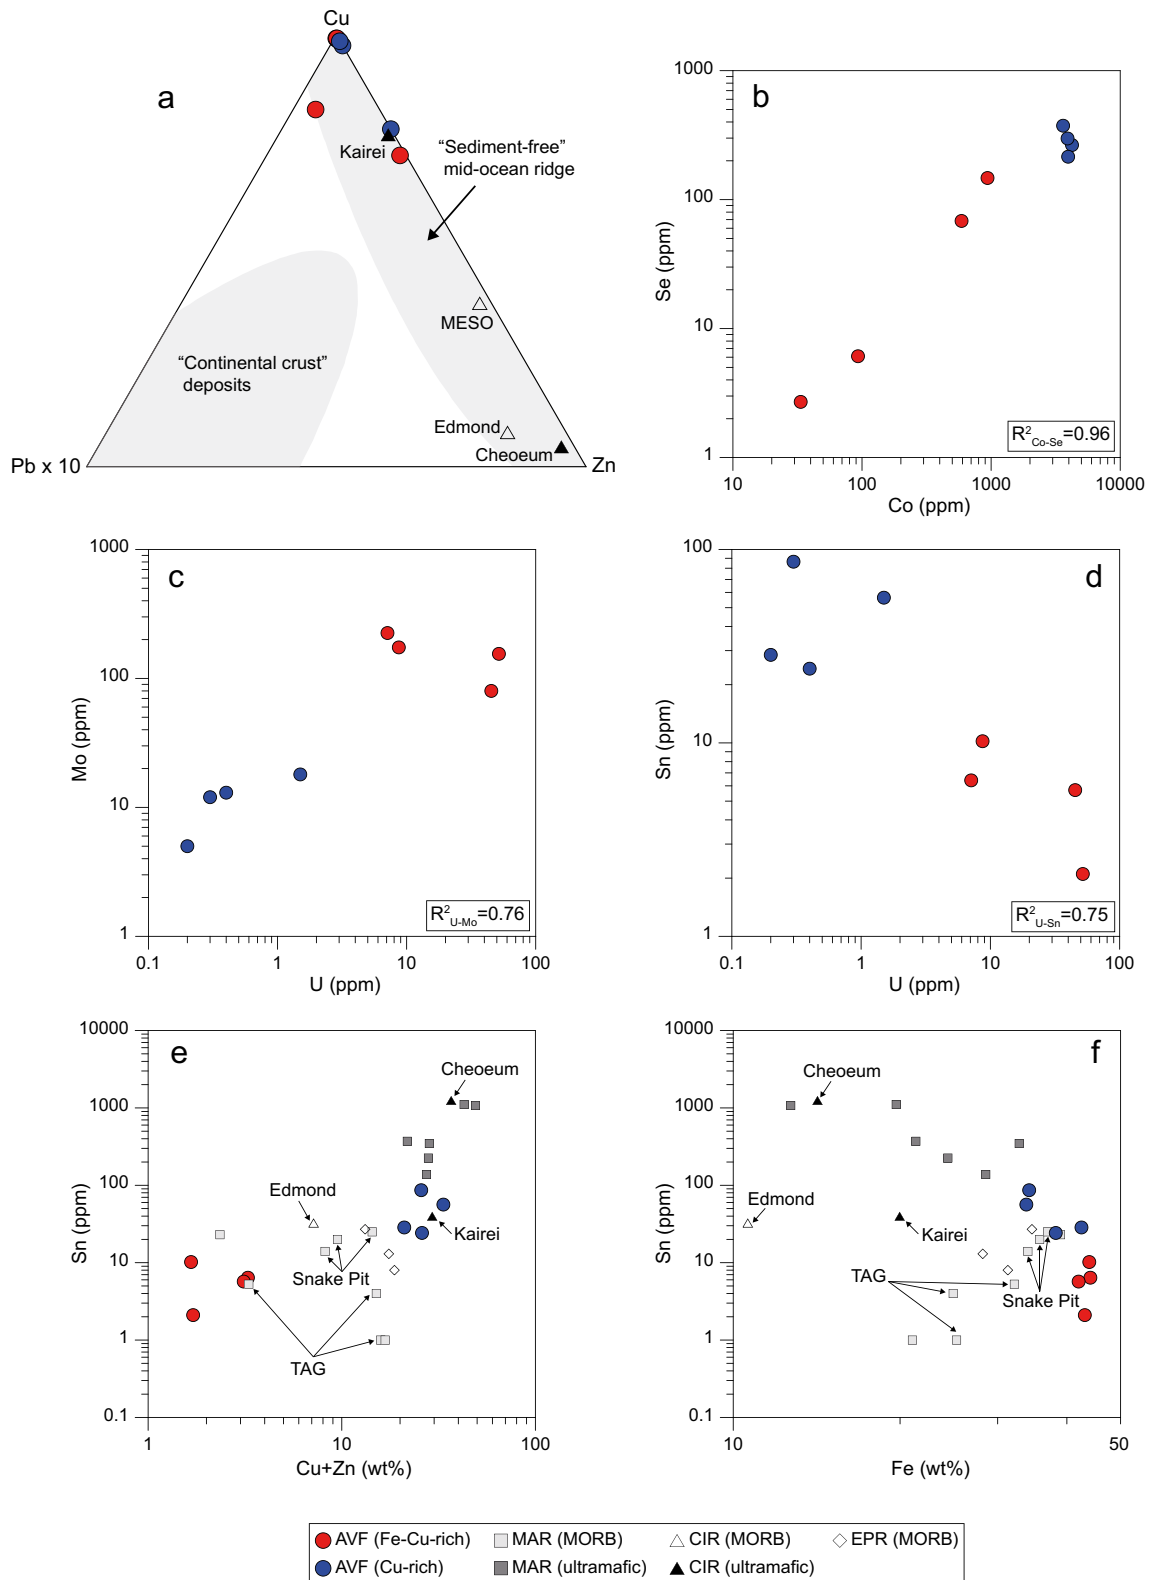 Cu
a
Kairei
“Sediment-free”
mid-ocean ridge
MESO
“Continental crust”
deposits
Edmond
Cheoeum
Pb x 10
Zn
b
1000
100
10
1
Se (ppm)
10
100
1000
10000
Co (ppm)
R²Co-Se=0.96
c
1000
100
10
1
Mo (ppm)
0.1
1
10
100
U (ppm)
R²U-Mo=0.76
d
100
10
1
Sn (ppm)
0.1
1
10
100
U (ppm)
R²U-Sn=0.75
e
10000
1000
100
10
1
0.1
Sn (ppm)
Cheoeum
Edmond
Kairei
Snake Pit
TAG
1
10
100
Cu+Zn (wt%)
f
10000
1000
100
10
1
0.1
Sn (ppm)
Cheoeum
Edmond
Kairei
TAG
Snake Pit
10
50
Fe (wt%)
AVF (Fe-Cu-rich)
MAR (MORB)
CIR (MORB)
EPR (MORB)
AVF (Cu-rich)
MAR (ultramafic)
CIR (ultramafic)